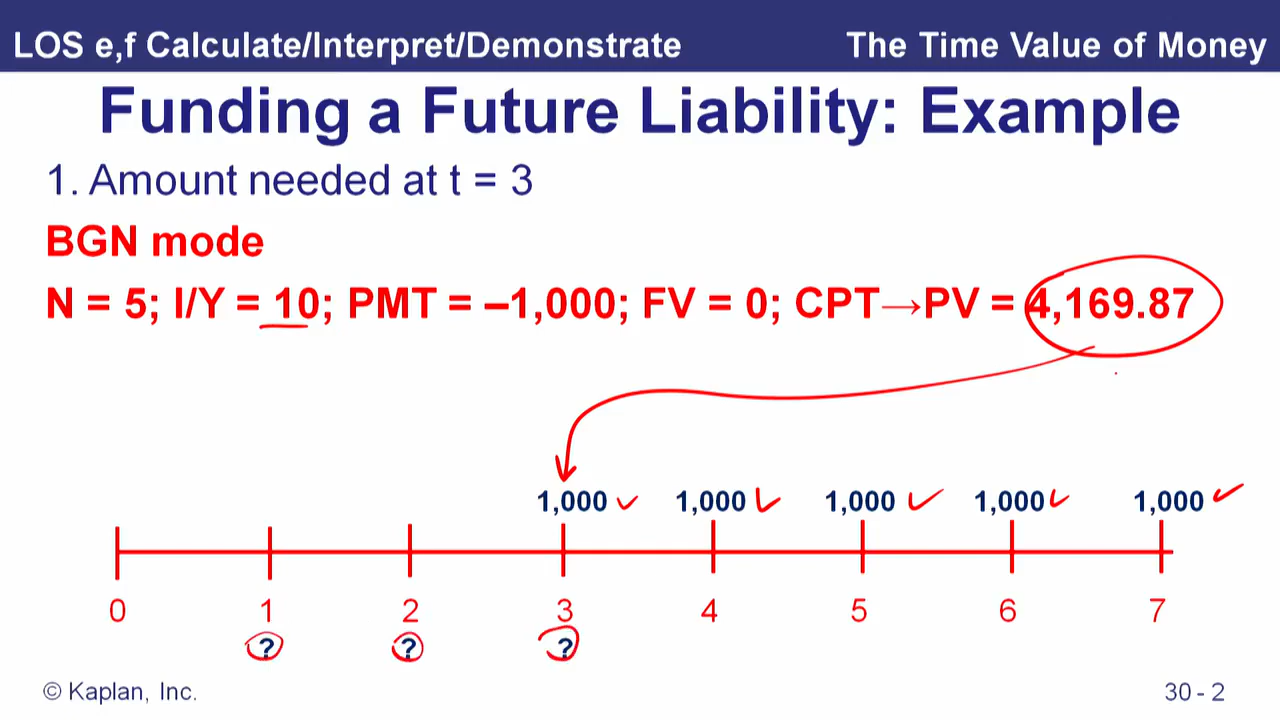 LOS e,f Calculate/Interpret/Demonstrate The Time Value of Money
Funding a Future Liability: Example
1. Amount needed at t = 3
BGN mode
N = 5; I/Y = 10; PMT = –1,000; FV = 0; CPT→PV = 4,169.87
1,000 1,000 1,000 1,000 1,000
0 1 2 3 4 5 6 7
? ? ?
© Kaplan, Inc. 30 - 2